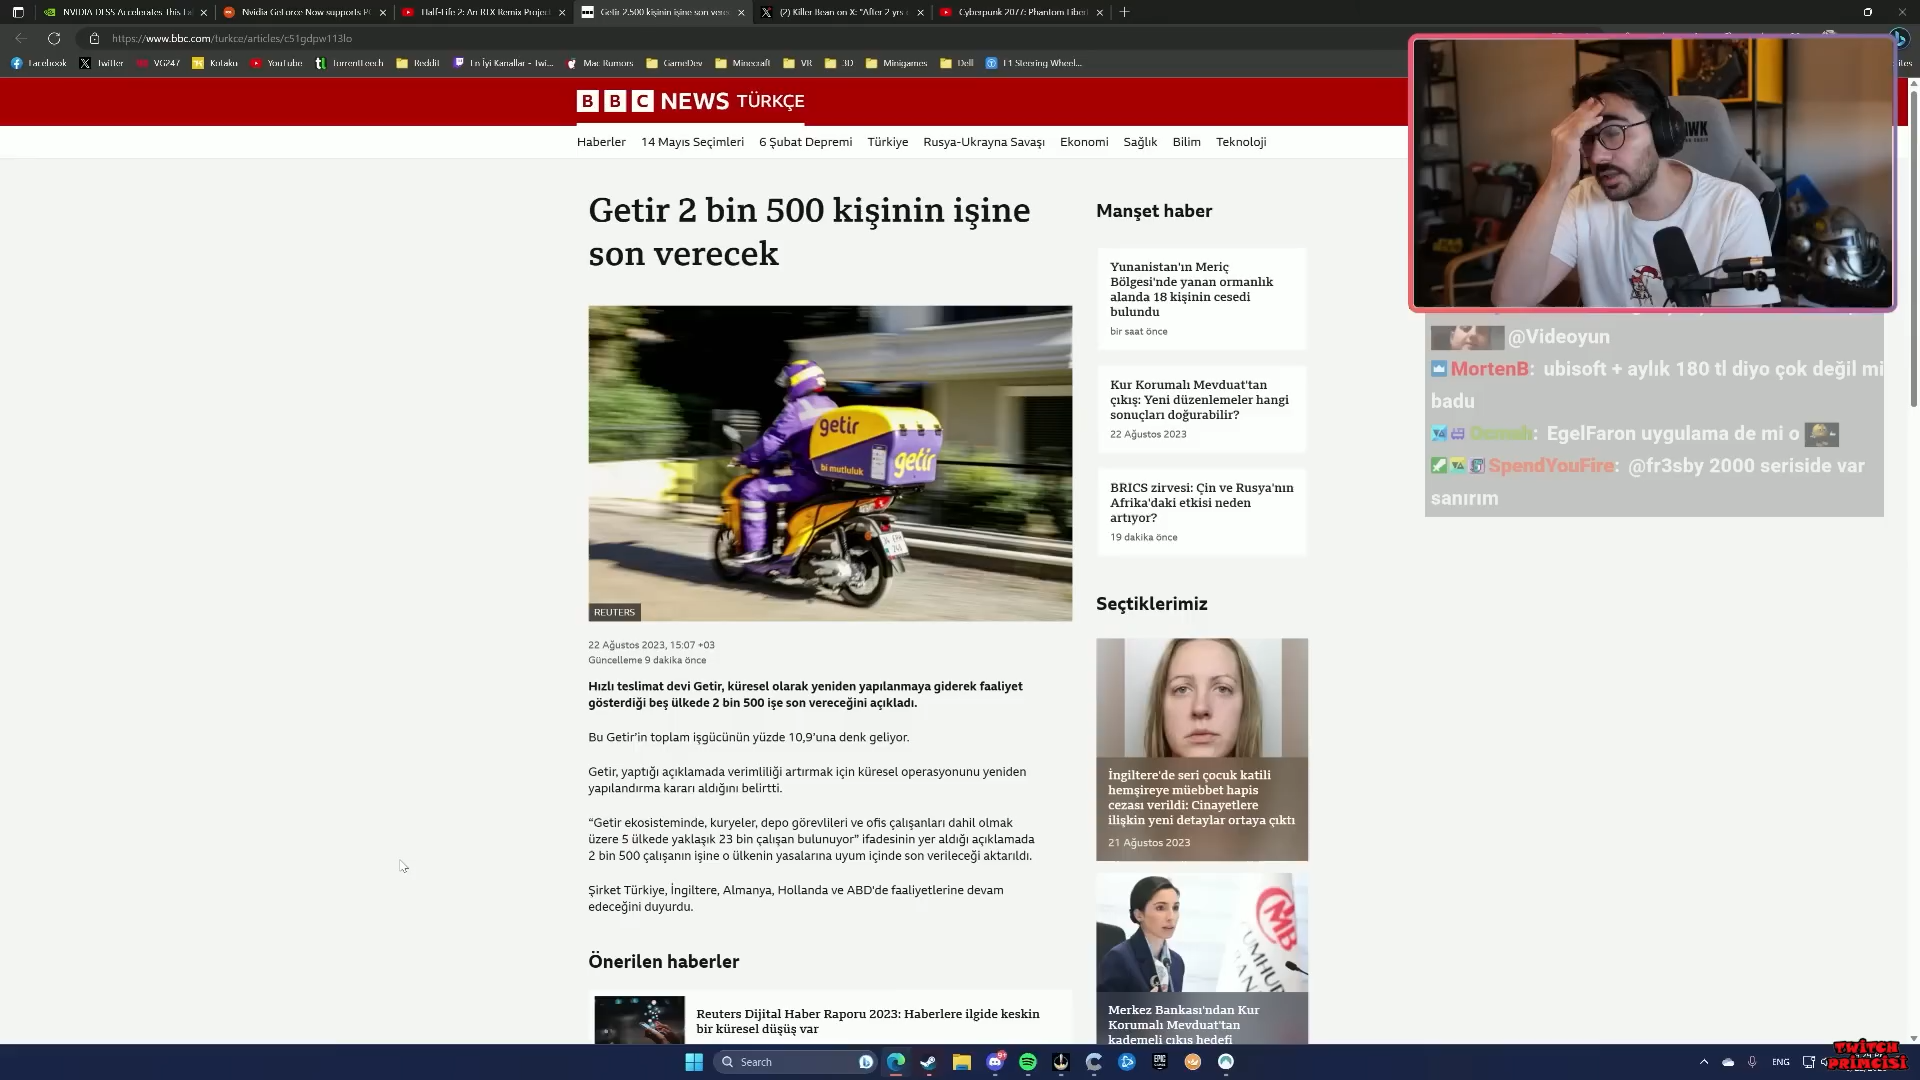 NVIDIA DLSS Accelerates This Fal
Nvidia GeForce Now supports PC
Half-Life 2: An RTX Remix Project
Getir 2.500 kişinin işine son verec
(2) Killer Bean on X: "After 2 yrs
Cyberpunk 2077: Phantom Liber
https://www.bbc.com/turkce/articles/c51gdpw113lo
Facebook
Twitter
VG247
Kotaku
YouTube
TorrentLeech
Reddit
En İyi Kanallar - Twi...
Mac Rumors
GameDev
Minecraft
VR
3D
Minigames
Dell
F1 Steering Wheel...
BBC NEWS TÜRKÇE
Haberler
14 Mayıs Seçimleri
6 Şubat Depremi
Türkiye
Rusya-Ukrayna Savaşı
Ekonomi
Sağlık
Bilim
Teknoloji
Getir 2 bin 500 kişinin işine
son verecek
getir
bi mutluluk
getir
REUTERS
22 Ağustos 2023, 15:07 +03
Güncelleme 9 dakika önce
Hızlı teslimat devi Getir, küresel olarak yeniden yapılanmaya giderek faaliyet
gösterdiği beş ülkede 2 bin 500 işe son vereceğini açıkladı.
Bu Getir’in toplam işgücünün yüzde 10,9’una denk geliyor.
Getir, yaptığı açıklamada verimliliği artırmak için küresel operasyonunu yeniden
yapılandırma kararı aldığını belirtti.
“Getir ekosisteminde, kuryeler, depo görevlileri ve ofis çalışanları dahil olmak
üzere 5 ülkede yaklaşık 23 bin çalışan bulunuyor” ifadesinin yer aldığı açıklamada
2 bin 500 çalışanın işine o ülkenin yasalarına uyum içinde son verileceği aktarıldı.
Şirket Türkiye, İngiltere, Almanya, Hollanda ve ABD'de faaliyetlerine devam
edeceğini duyurdu.
Önerilen haberler
Reuters Dijital Haber Raporu 2023: Haberlere ilgide keskin
bir küresel düşüş var
Manşet haber
Yunanistan'ın Meriç
Bölgesi'nde yanan ormanlık
alanda 18 kişinin cesedi
bulundu
bir saat önce
Kur Korumalı Mevduat'tan
çıkış: Yeni düzenlemeler hangi
sonuçları doğurabilir?
22 Ağustos 2023
BRICS zirvesi: Çin ve Rusya'nın
Afrika'daki etkisi neden
artıyor?
19 dakika önce
Seçtiklerimiz
İngiltere'de seri çocuk katili
hemşireye müebbet hapis
cezası verildi: Cinayetlere
ilişkin yeni detaylar ortaya çıktı
21 Ağustos 2023
Merkez Bankası'ndan Kur
Korumalı Mevduat'tan
kademeli çıkış hedefi
@Videoyun
MortenB: ubisoft + aylık 180 tl diyo çok değil mi
badu
EgelFaron uygulama de mi o
SpendYouFire: @fr3sby 2000 seriside var
sanırım
Search
ENG
TWITCH
PRIMCISI